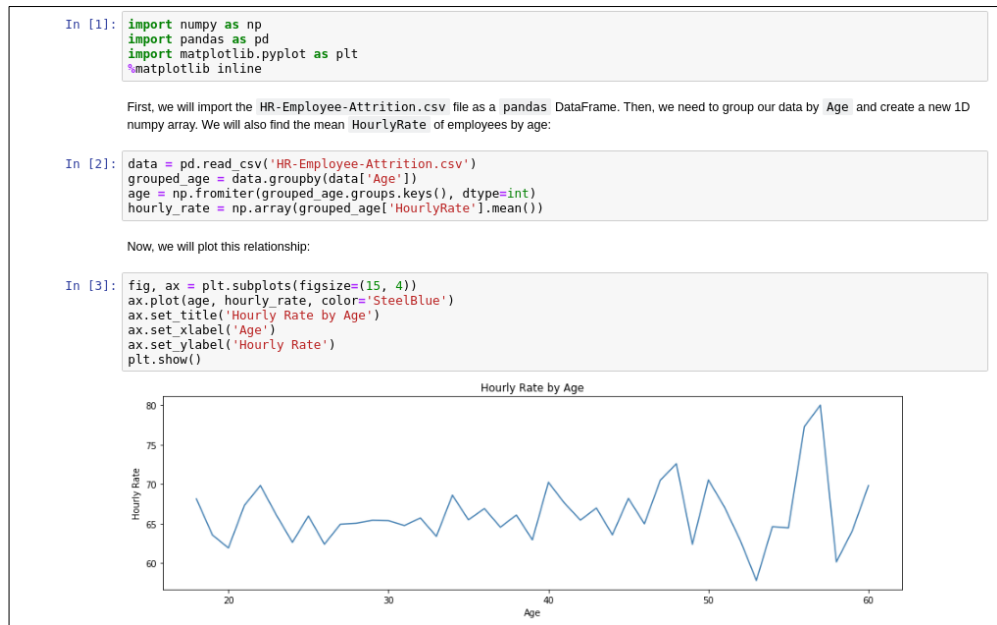 In [1]: import numpy as np
import pandas as pd
import matplotlib.pyplot as plt
%matplotlib inline
First, we will import the HR-Employee-Attrition.csv file as a pandas DataFrame. Then, we need to group our data by Age and create a new 1D
numpy array. We will also find the mean HourlyRate of employees by age:
In [2]: data = pd.read_csv('HR-Employee-Attrition.csv')
grouped_age = data.groupby(data['Age'])
age = np.fromiter(grouped_age.groups.keys(), dtype=int)
hourly_rate = np.array(grouped_age['HourlyRate'].mean())
Now, we will plot this relationship:
In [3]: fig, ax = plt.subplots(figsize=(15, 4))
ax.plot(age, hourly_rate, color='SteelBlue')
ax.set_title('Hourly Rate by Age')
ax.set_xlabel('Age')
ax.set_ylabel('Hourly Rate')
plt.show()
Hourly Rate by Age
80
75
70
65
60
Hourly Rate
20 30 40 50 60
Age